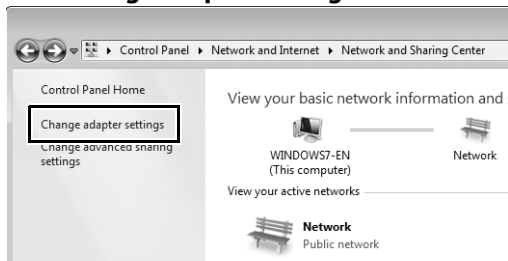 Control Panel ▸ Network and Internet ▸ Network and Sharing Center
Control Panel Home
Change adapter settings
Change advanced sharing
settings
View your basic network information and
WINDOWS7-EN
(This computer)
Network
View your active networks
Network
Public network